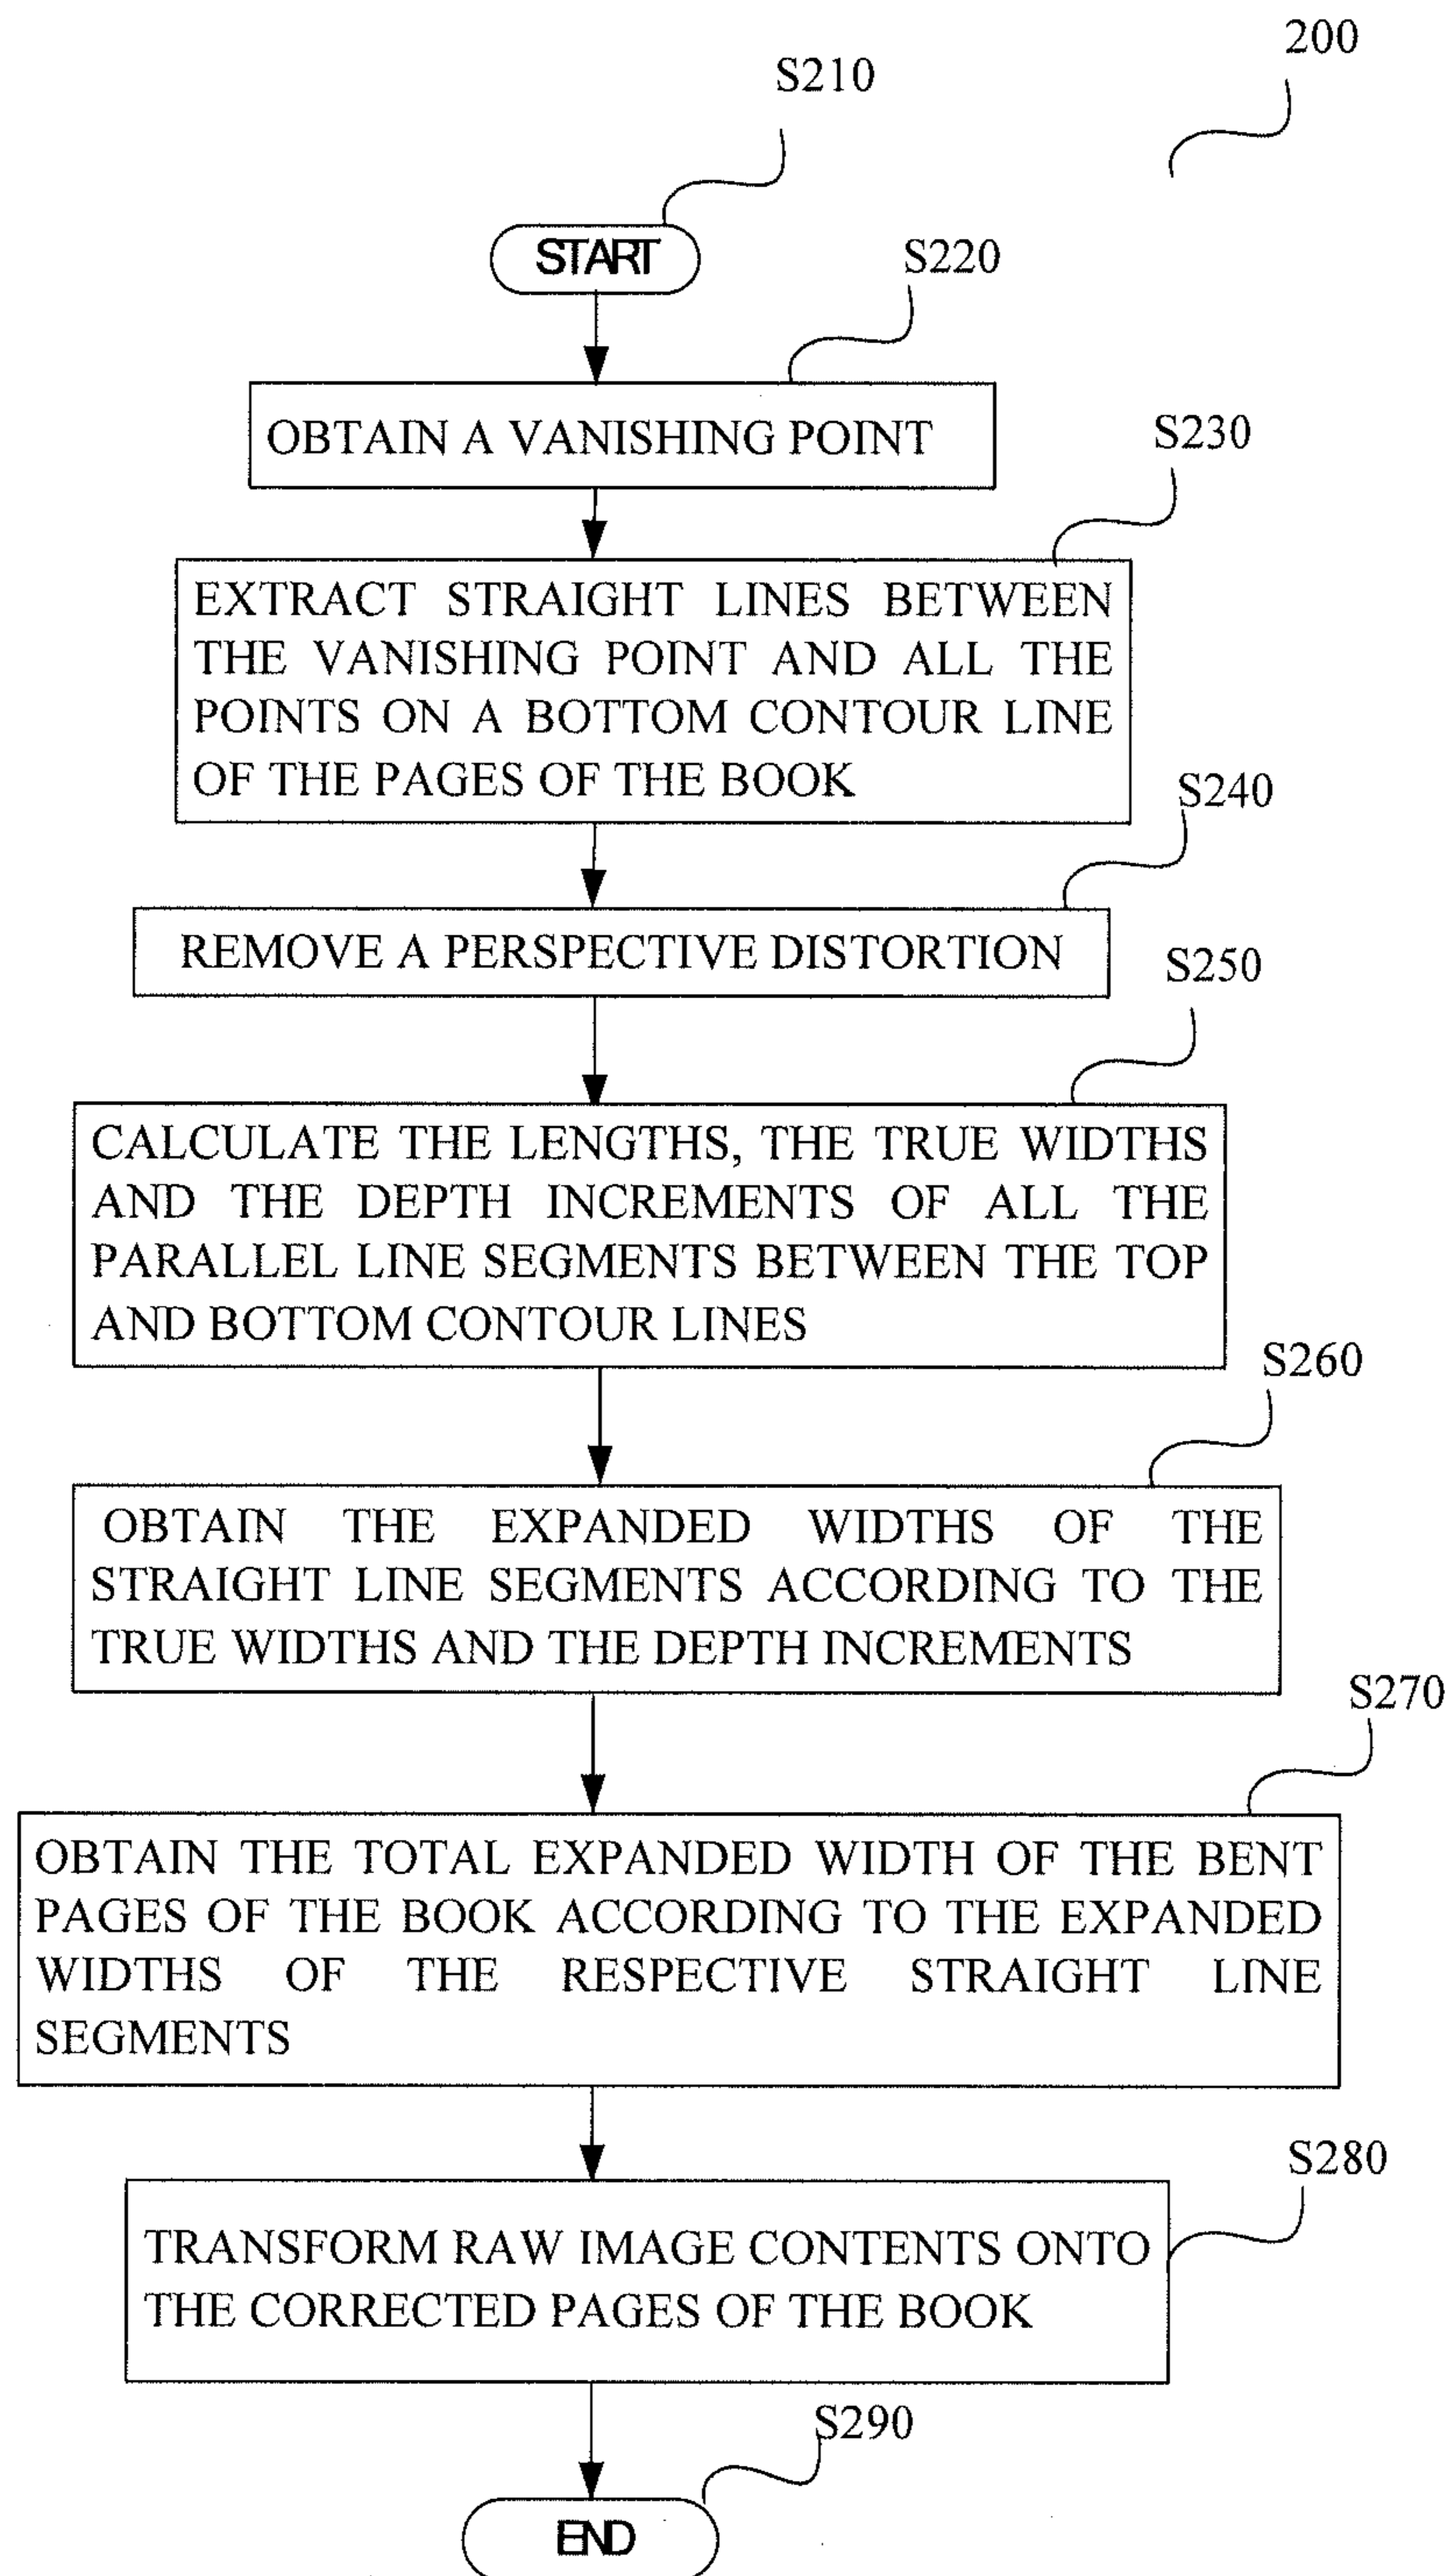 200
S210
START
S220
OBTAIN A VANISHING POINT
S230
EXTRACT STRAIGHT LINES BETWEEN
THE VANISHING POINT AND ALL THE
POINTS ON A BOTTOM CONTOUR LINE
OF THE PAGES OF THE BOOK
S240
REMOVE A PERSPECTIVE DISTORTION
S250
CALCULATE THE LENGTHS, THE TRUE WIDTHS
AND THE DEPTH INCREMENTS OF ALL THE
PARALLEL LINE SEGMENTS BETWEEN THE TOP
AND BOTTOM CONTOUR LINES
S260
OBTAIN THE EXPANDED WIDTHS OF THE
STRAIGHT LINE SEGMENTS ACCORDING TO THE
TRUE WIDTHS AND THE DEPTH INCREMENTS
S270
OBTAIN THE TOTAL EXPANDED WIDTH OF THE BENT
PAGES OF THE BOOK ACCORDING TO THE EXPANDED
WIDTHS OF THE RESPECTIVE STRAIGHT LINE
SEGMENTS
S280
TRANSFORM RAW IMAGE CONTENTS ONTO
THE CORRECTED PAGES OF THE BOOK
S290
END